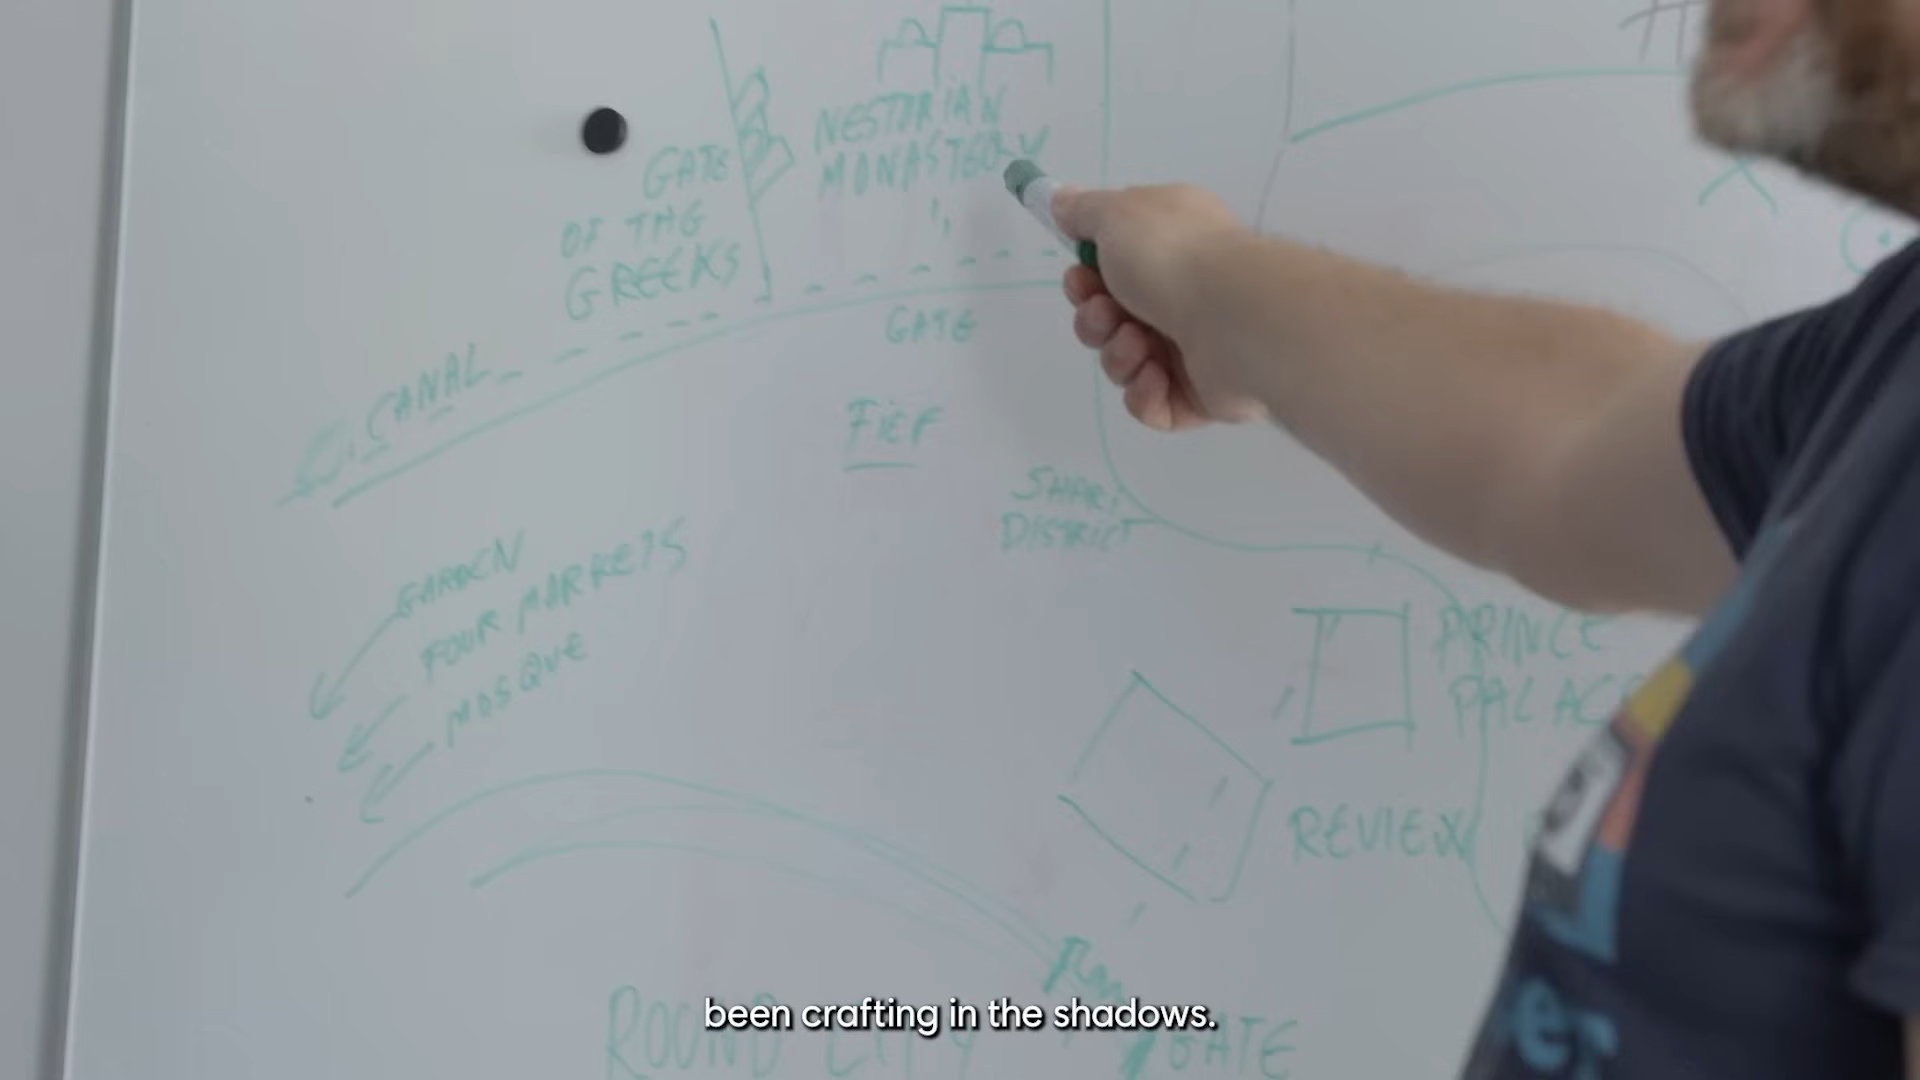 NESTORIAN
MONASTERY
GATE
OF THE
GREEKS
CANAL
GATE
FIEF
SHARI
DISTRICT
GARDEN
FOUR MARKETS
MOSQUE
PRINCE
PALACE
REVIEW
ROUND CITY
GATE
been crafting in the shadows.